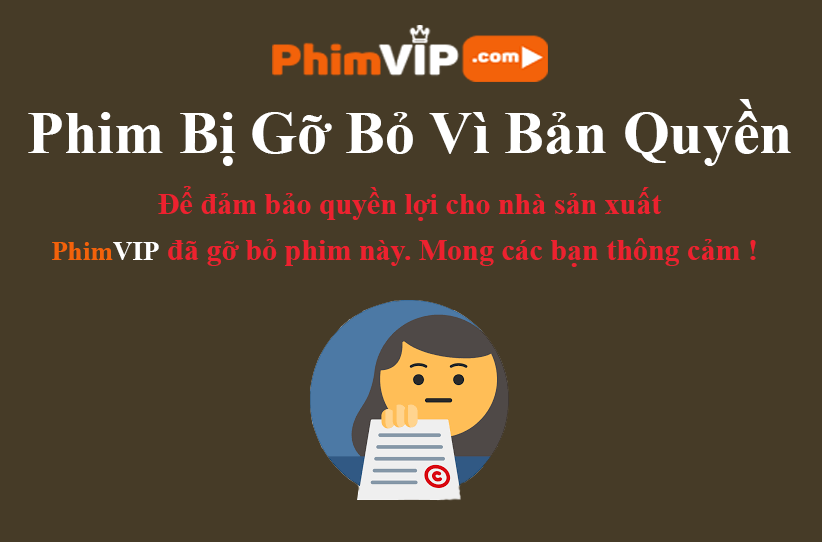 PhimVIP .com
Phim Bị Gỡ Bỏ Vì Bản Quyền
Để đảm bảo quyền lợi cho nhà sản xuất
PhimVIP đã gỡ bỏ phim này. Mong các bạn thông cảm !
C